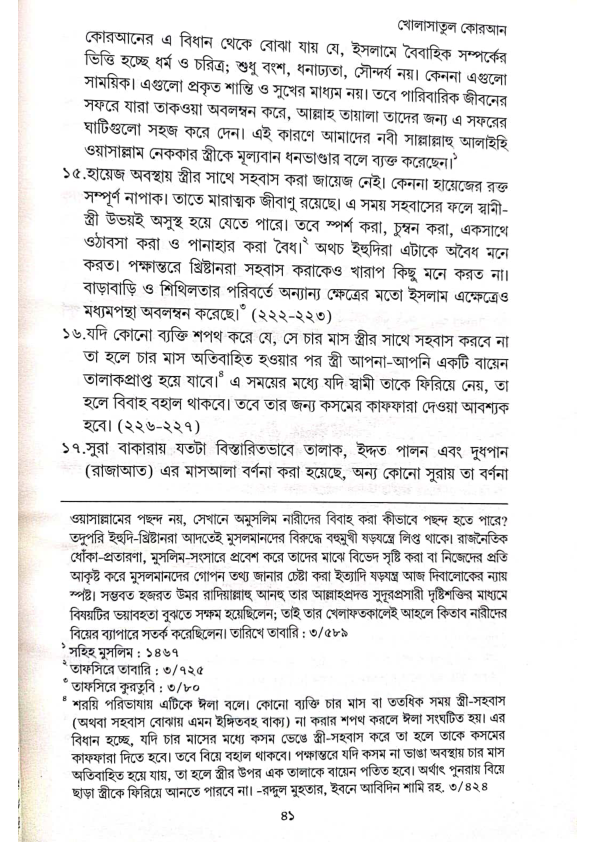 খোলাসাতুল কোরআন
কোরআনের এ বিধান থেকে বোঝা যায় যে, ইসলামে বৈবাহিক সম্পর্কের
ভিত্তি হচ্ছে ধর্ম ও চরিত্র; শুধু বংশ, ধনাঢ্যতা, সৌন্দর্য নয়। কেননা এগুলো
সাময়িক। এগুলো প্রকৃত শান্তি ও সুখের মাধ্যম নয়। তবে পারিবারিক জীবনের
সফরে যারা তাকওয়া অবলম্বন করে, আল্লাহ তায়ালা তাদের জন্য এ সফরের
ঘাটিগুলো সহজ করে দেন। এই কারণে আমাদের নবী সাল্লাল্লাহু আলাইহি
ওয়াসাল্লাম নেককার স্ত্রীকে মূল্যবান ধনভাণ্ডার বলে ব্যক্ত করেছেন।১
১৫.হায়েজ অবস্থায় স্ত্রীর সাথে সহবাস করা জায়েজ নেই। কেননা হায়েজের রক্ত
সম্পূর্ণ নাপাক। তাতে মারাত্মক জীবাণু রয়েছে। এ সময় সহবাসের ফলে স্বামী-
স্ত্রী উভয়ই অসুস্থ হয়ে যেতে পারে। তবে স্পর্শ করা, চুম্বন করা, একসাথে
ওঠাবসা করা ও পানাহার করা বৈধ।২ অথচ ইহুদিরা এটাকে অবৈধ মনে
করত। পক্ষান্তরে খ্রিষ্টানরা সহবাস করাকেও খারাপ কিছু মনে করত না।
বাড়াবাড়ি ও শিথিলতার পরিবর্তে অন্যান্য ক্ষেত্রের মতো ইসলাম এক্ষেত্রেও
মধ্যমপন্থা অবলম্বন করেছে।৩ (২২২-২২৩)
১৬.যদি কোনো ব্যক্তি শপথ করে যে, সে চার মাস স্ত্রীর সাথে সহবাস করবে না
তা হলে চার মাস অতিবাহিত হওয়ার পর স্ত্রী আপনা-আপনি একটি বায়েন
তালাকপ্রাপ্ত হয়ে যাবে।৪ এ সময়ের মধ্যে যদি স্বামী তাকে ফিরিয়ে নেয়, তা
হলে বিবাহ বহাল থাকবে। তবে তার জন্য কসমের কাফফারা দেওয়া আবশ্যক
হবে। (২২৬-২২৭)
১৭.সুরা বাকারায় যতটা বিস্তারিতভাবে তালাক, ইদ্দত পালন এবং দুধপান
(রাজাআত) এর মাসআলা বর্ণনা করা হয়েছে, অন্য কোনো সুরায় তা বর্ণনা
ওয়াসাল্লামের পছন্দ নয়, সেখানে অমুসলিম নারীদের বিবাহ করা কীভাবে পছন্দ হতে পারে?
তদুপরি ইহুদি-খ্রিষ্টানরা আদতেই মুসলমানদের বিরুদ্ধে বহুমুখী ষড়যন্ত্রে লিপ্ত থাকে। রাজনৈতিক
ধোঁকা-প্রতারণা, মুসলিম-সংসারে প্রবেশ করে তাদের মাঝে বিভেদ সৃষ্টি করা বা নিজেদের প্রতি
আকৃষ্ট করে মুসলমানদের গোপন তথ্য জানার চেষ্টা করা ইত্যাদি ষড়যন্ত্র আজ দিবালোকের ন্যায়
স্পষ্ট। সম্ভবত হজরত উমর রাদিয়াল্লাহু আনহু তার আল্লাহপ্রদত্ত সুদূরপ্রসারী দৃষ্টিশক্তির মাধ্যমে
বিষয়টির ভয়াবহতা বুঝতে সক্ষম হয়েছিলেন; তাই তার খেলাফতকালেই আহলে কিতাব নারীদের
বিয়ের ব্যাপারে সতর্ক করেছিলেন। তারিখে তাবারি : ৩/৫৮৯
১ সহিহ মুসলিম : ১৪৬৭
২ তাফসিরে তাবারি : ৩/৭২৫
৩ তাফসিরে কুরতুবি : ৩/৮০
৪ শরয়ি পরিভাষায় এটিকে ঈলা বলে। কোনো ব্যক্তি চার মাস বা ততধিক সময় স্ত্রী-সহবাস
(অথবা সহবাস বোঝায় এমন ইঙ্গিতবহ বাক্য) না করার শপথ করলে ঈলা সংঘটিত হয়। এর
বিধান হচ্ছে, যদি চার মাসের মধ্যে কসম ভেঙে স্ত্রী-সহবাস করে তা হলে তাকে কসমের
কাফফারা দিতে হবে। তবে বিয়ে বহাল থাকবে। পক্ষান্তরে যদি কসম না ভাঙা অবস্থায় চার মাস
অতিবাহিত হয়ে যায়, তা হলে স্ত্রীর উপর এক তালাকে বায়েন পতিত হবে। অর্থাৎ পুনরায় বিয়ে
ছাড়া স্ত্রীকে ফিরিয়ে আনতে পারবে না। -রদ্দুল মুহতার, ইবনে আবিদিন শামি রহ. ৩/৪২৪
৪১